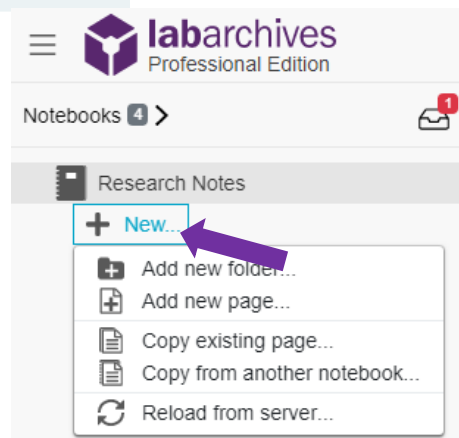 labarchives
Professional Edition
Notebooks 4
1
Research Notes
New...
Add new folder...
Add new page...
Copy existing page...
Copy from another notebook...
Reload from server...